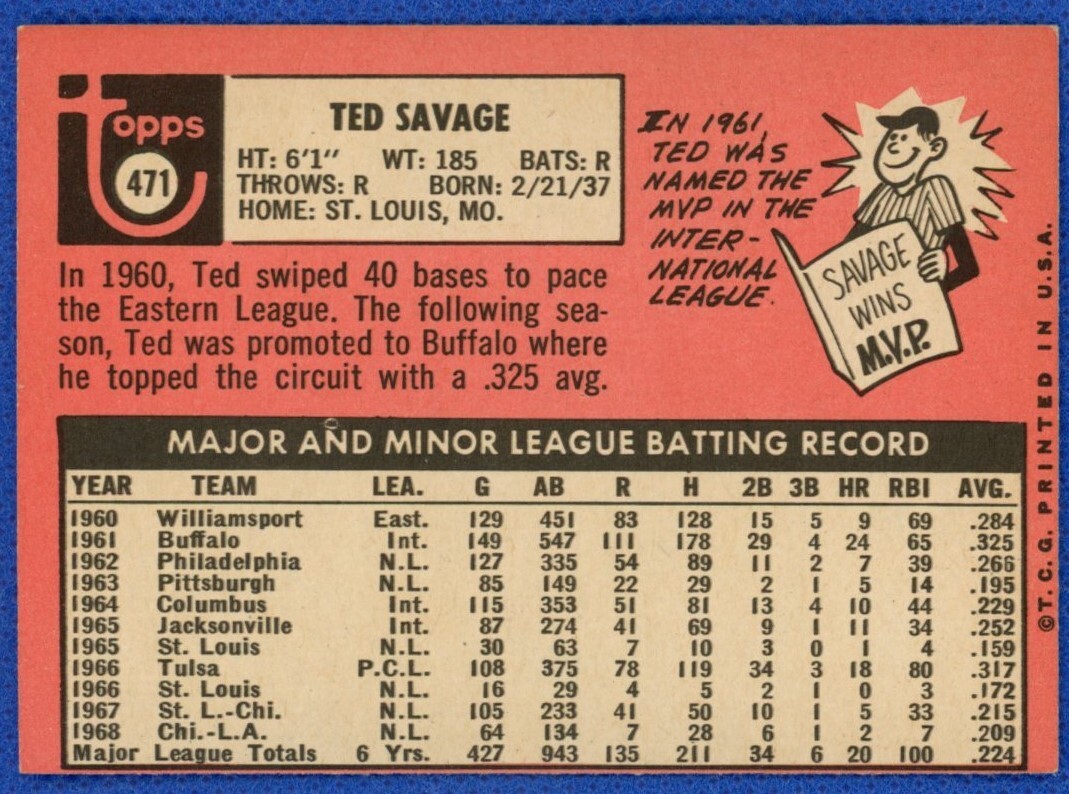 topps
471
TED SAVAGE
HT: 6'1" WT: 185 BATS: R
THROWS: R BORN: 2/21/37
HOME: ST. LOUIS, MO.
In 1960, Ted swiped 40 bases to pace
the Eastern League. The following sea-
son, Ted was promoted to Buffalo where
he topped the circuit with a .325 avg.
IN 1961,
TED WAS
NAMED THE
MVP IN THE
INTER-
NATIONAL
LEAGUE.
SAVAGE
WINS
M.V.P.
MAJOR AND MINOR LEAGUE BATTING RECORD
YEAR TEAM LEA. G AB R H 2B 3B HR RBI AVG.
1960 Williamsport East. 129 451 83 128 15 5 9 69 .284
1961 Buffalo Int. 149 547 111 178 29 4 24 65 .325
1962 Philadelphia N.L. 127 335 54 89 11 2 7 39 .266
1963 Pittsburgh N.L. 85 149 22 29 2 1 5 14 .195
1964 Columbus Int. 115 353 51 81 13 4 10 44 .229
1965 Jacksonville Int. 87 274 41 69 9 1 11 34 .252
1965 St. Louis N.L. 30 63 7 10 3 0 1 4 .159
1966 Tulsa P.C.L. 108 375 78 119 34 3 18 80 .317
1966 St. Louis N.L. 16 29 4 5 2 1 0 3 .172
1967 St. L.-Chi. N.L. 105 233 41 50 10 1 5 33 .215
1968 Chi.-L.A. N.L. 64 134 7 28 6 1 2 7 .209
Major League Totals 6 Yrs. 427 943 135 211 34 6 20 100 .224
©T. C. G. PRINTED IN U.S.A.